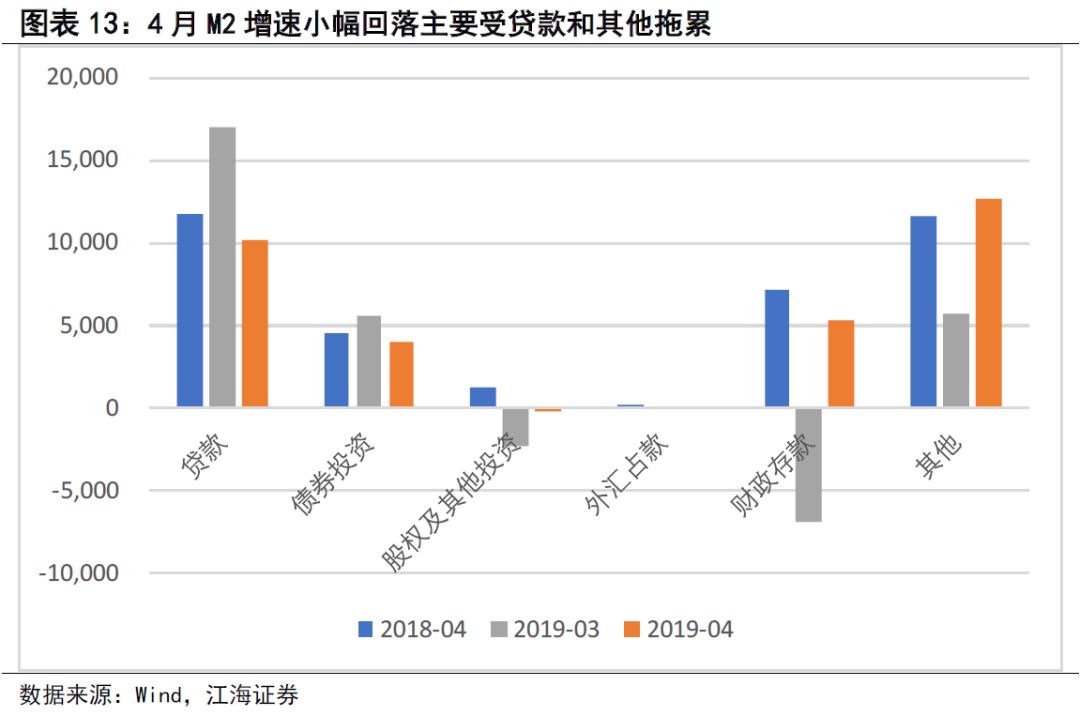 图表 13：4 月 M2 增速小幅回落主要受贷款和其他拖累
20,000
15,000
10,000
5,000
0
-5,000
-10,000
贷款
债券投资
股权及其他投资
外汇占款
财政存款
其他
2018-04 2019-03 2019-04
数据来源：Wind，江海证券